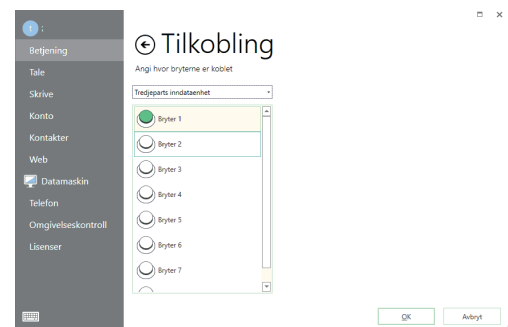 Tilkobling
Angi hvor bryterne er koblet
Tredjeparts inndataenhet
Bryter 1
Bryter 2
Bryter 3
Bryter 4
Bryter 5
Bryter 6
Bryter 7
Betjening
Tale
Skrive
Konto
Kontakter
Web
Datamaskin
Telefon
Omgivelseskontroll
Lisenser
OK
Avbryt